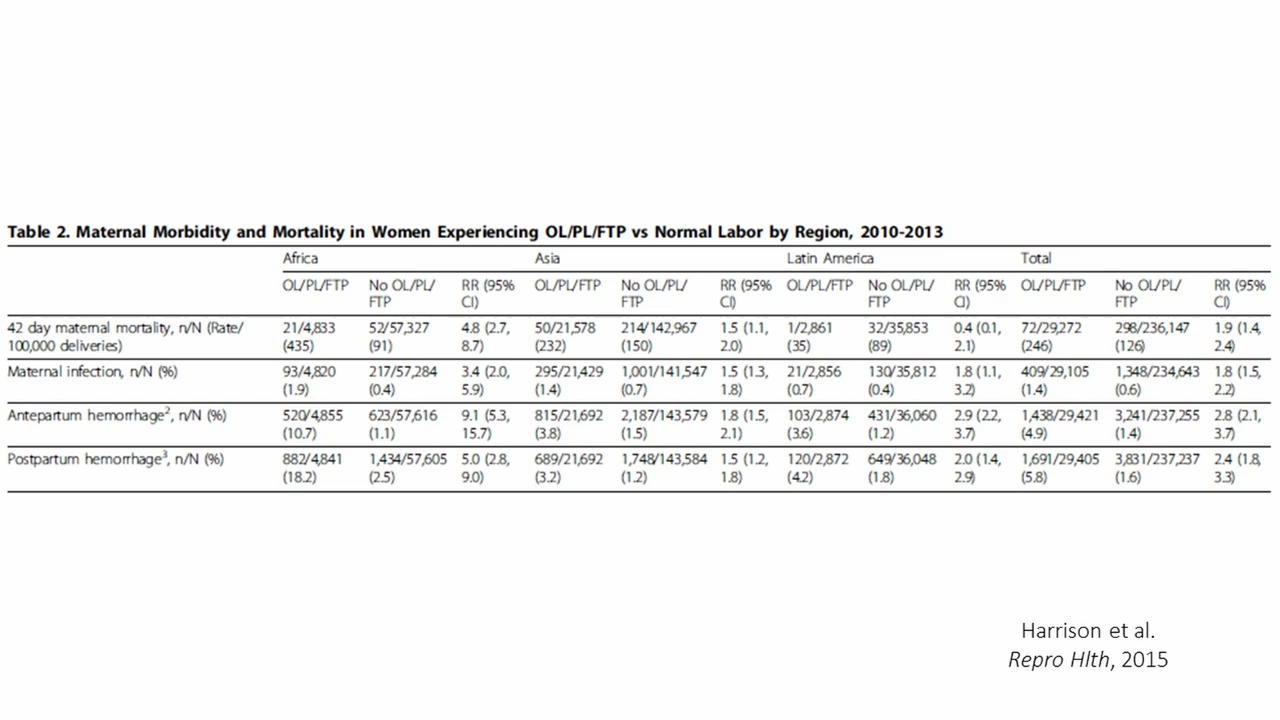 Table 2. Maternal Morbidity and Mortality in Women Experiencing OL/PL/FTP vs Normal Labor by Region, 2010-2013
Africa Asia Latin America Total
OL/PL/FTP No OL/PL/ RR (95% OL/PL/FTP No OL/PL/ RR (95% OL/PL/FTP No OL/PL/ RR (95% OL/PL/FTP No OL/PL/ RR (95%
FTP CI) FTP CI) FTP CI) FTP CI)
42 day maternal mortality, n/N (Rate/ 21/4,833 52/57,327 4.8 (2.7, 50/21,578 214/142,967 1.5 (1.1, 1/2,861 32/35,853 0.4 (0.1, 72/29,272 298/236,147 1.9 (1.4,
100,000 deliveries) (435) (91) 8.7) (232) (150) 2.0) (35) (89) 2.1) (246) (126) 2.4)
Maternal infection, n/N (%) 93/4,820 217/57,284 3.4 (2.0, 295/21,429 1,001/141,547 1.5 (1.3, 21/2,856 130/35,812 1.8 (1.1, 409/29,105 1,348/234,643 1.8 (1.5,
(1.9) (0.4) 5.9) (1.4) (0.7) 1.8) (0.7) (0.4) 3.2) (1.4) (0.6) 2.2)
Antepartum hemorrhage², n/N (%) 520/4,855 623/57,616 9.1 (5.3, 815/21,692 2,187/143,579 1.8 (1.5, 103/2,874 431/36,060 2.9 (2.2, 1,438/29,421 3,241/237,255 2.8 (2.1,
(10.7) (1.1) 15.7) (3.8) (1.5) 2.1) (3.6) (1.2) 3.7) (4.9) (1.4) 3.7)
Postpartum hemorrhage³, n/N (%) 882/4,841 1,434/57,605 5.0 (2.8, 689/21,692 1,748/143,584 1.5 (1.2, 120/2,872 649/36,048 2.0 (1.4, 1,691/29,405 3,831/237,237 2.4 (1.8,
(18.2) (2.5) 9.0) (3.2) (1.2) 1.8) (4.2) (1.8) 2.9) (5.8) (1.6) 3.3)
Harrison et al.
Repro Hlth, 2015